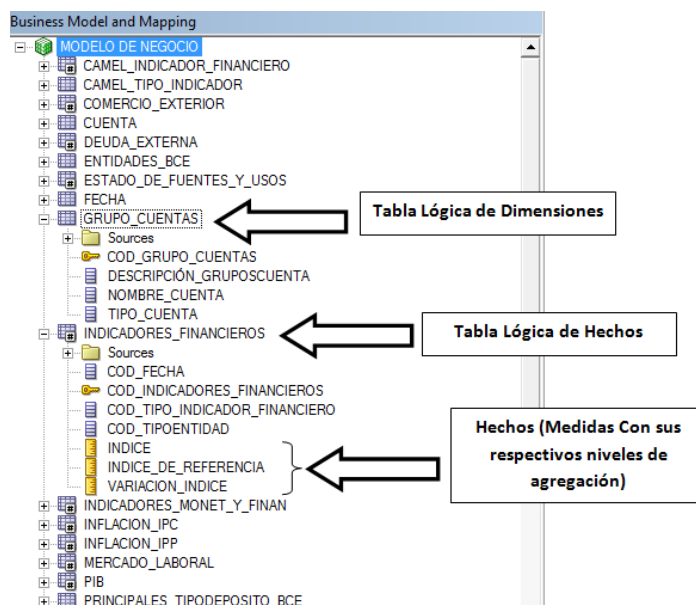 Business Model and Mapping
MODELO DE NEGOCIO
CAMEL_INDICADOR_FINANCIERO
CAMEL_TIPO_INDICADOR
COMERCIO_EXTERIOR
CUENTA
DEUDA_EXTERNA
ENTIDADES_BCE
ESTADO_DE_FUENTES_Y_USOS
FECHA
GRUPO_CUENTAS
Tabla Lógica de Dimensiones
Sources
COD_GRUPO_CUENTAS
DESCRIPCIÓN_GRUPOSCUENTA
NOMBRE_CUENTA
TIPO_CUENTA
INDICADORES_FINANCIEROS
Tabla Lógica de Hechos
Sources
COD_FECHA
COD_INDICADORES_FINANCIEROS
COD_TIPO_INDICADOR_FINANCIERO
COD_TIPOENTIDAD
INDICE
INDICE_DE_REFERENCIA
VARIACION_INDICE
Hechos (Medidas Con sus
respectivos niveles de
agregación)
INDICADORES_MONET_Y_FINAN
INFLACION_IPC
INFLACION_IPP
MERCADO_LABORAL
PIB
PRINCIPALES_TIPODEPOSITO_BCE